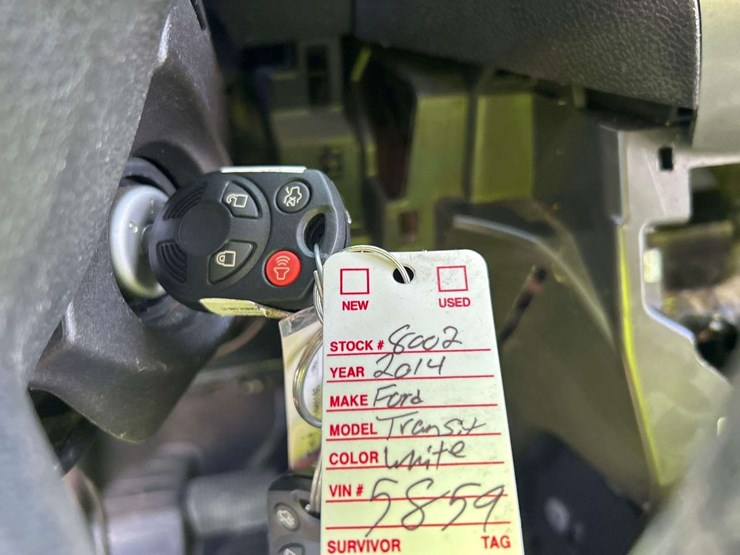 NEW USED
STOCK # 8002
YEAR 2014
MAKE Ford
MODEL Transit
COLOR White
VIN # 5859
SURVIVOR TAG